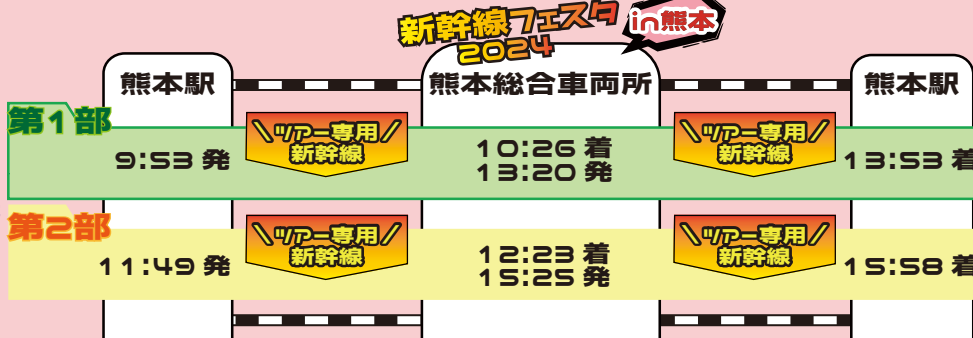 新幹線フェスタ
2024
in熊本
熊本駅
熊本総合車両所
熊本駅
第1部
9:53 発
ツアー専用
新幹線
10:26 着
13:20 発
ツアー専用
新幹線
13:53 着
第2部
11:49 発
ツアー専用
新幹線
12:23 着
15:25 発
ツアー専用
新幹線
15:58 着